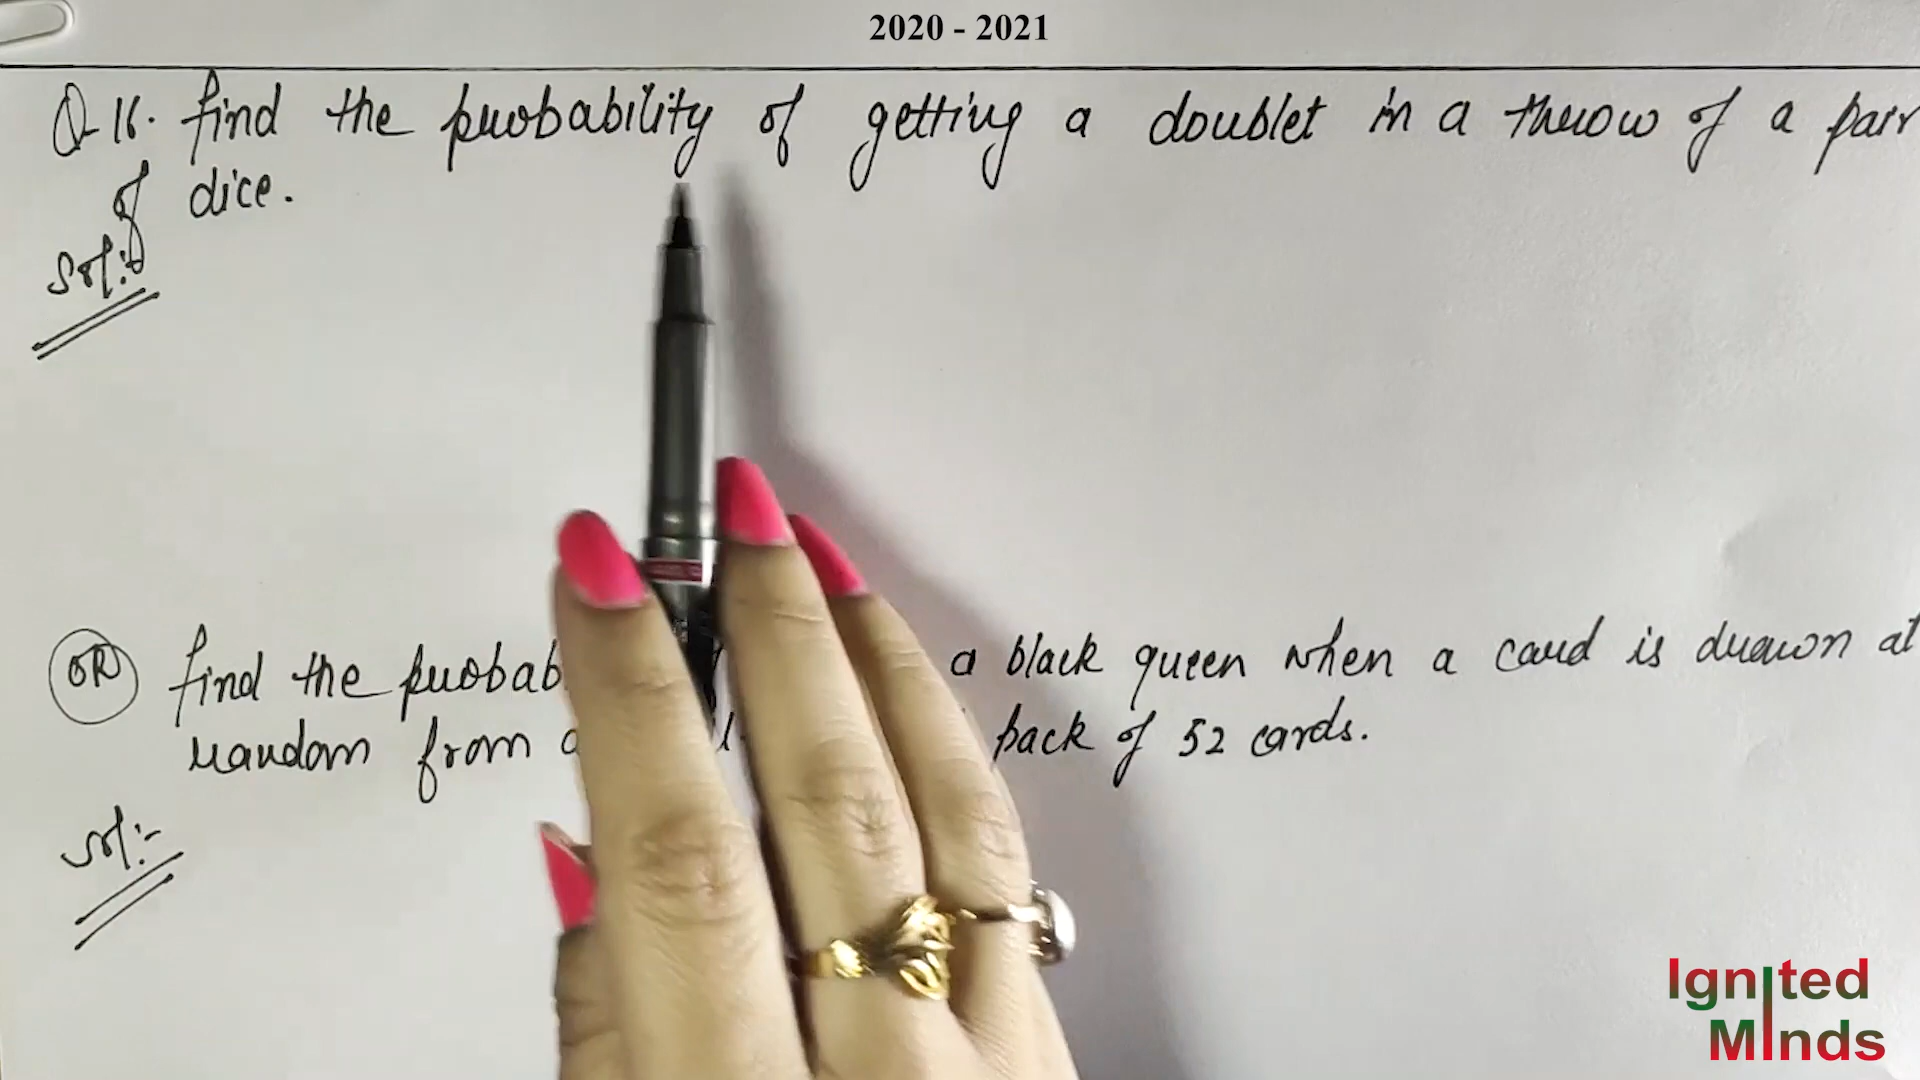 2020 - 2021
Q-16. find the probability of getting a doublet in a throw of a pair
of dice.
Sol:-
OR find the probab a black queen when a card is drawn at
random from a pack of 52 cards.
Sol:-
Ignited
Minds